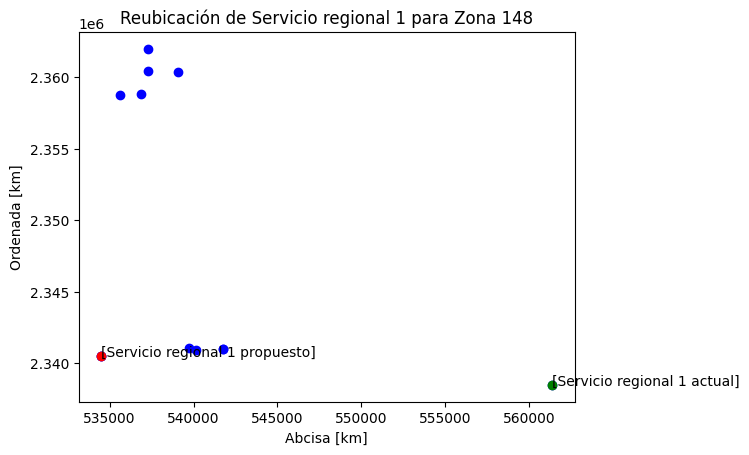 Reubicación de Servicio regional 1 para Zona 148
1e6
2.360
2.355
2.350
2.345
2.340
Ordenada [km]
[Servicio regional 1 propuesto]
[Servicio regional 1 actual]
535000 540000 545000 550000 555000 560000
Abcisa [km]